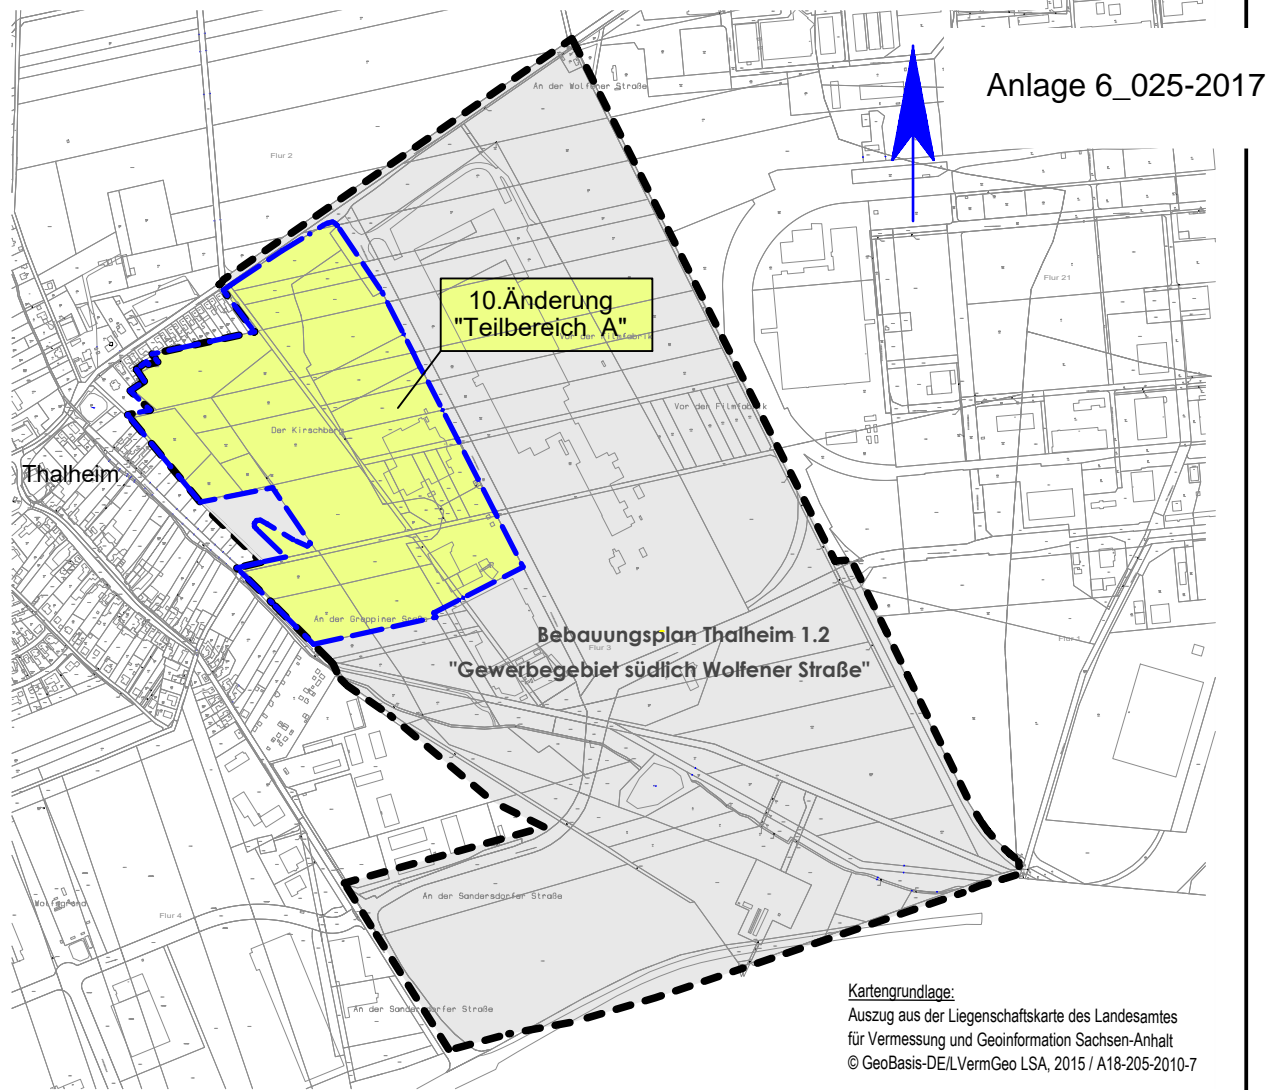 Anlage 6_025-2017
An der Wolfener Straße
Flur 2
Flur 21
10.Änderung
"Teilbereich A"
Vor der Filmfabrik
Vor der Filmfabrik
Der Kirschberg
Thalheim
An der Greppiner Straße
Bebauungsplan Thalheim 1.2
Flur 3
"Gewerbegebiet südlich Wolfener Straße"
Flur 1
An der Sandersdorfer Straße
Flur 4
An der Sandersdorfer Straße
Kartengrundlage:
Auszug aus der Liegenschaftskarte des Landesamtes
für Vermessung und Geoinformation Sachsen-Anhalt
© GeoBasis-DE/LVermGeo LSA, 2015 / A18-205-2010-7